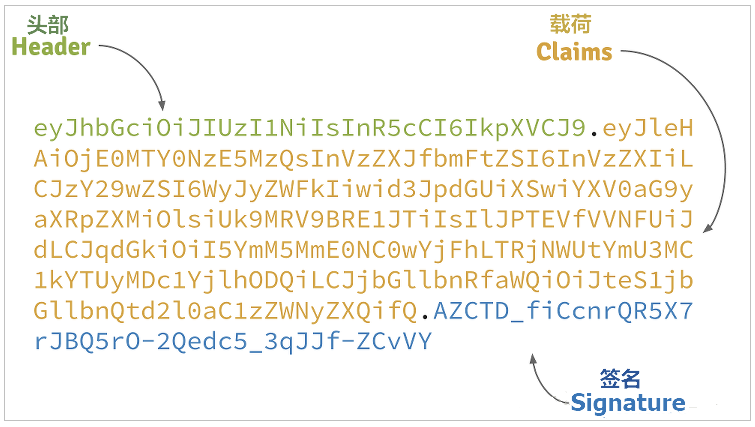 头部
Header
载荷
Claims
eyJhbGciOiJIUzI1NiIsInR5cCI6IkpXVCJ9.eyJleH
AiOjE0MTY0NzE5MzQsInVzZXJfbmFtZSI6InVzZXIiL
CJzY29wZSI6WyJyZWFkIiwid3JpdGUiXSwiYXV0aG9y
aXRpZXMiOlsiUk9MRV9BRE1JTiIsIlJPTEVfVVNFUiJ
dLCJqdGkiOiI5YmM5MmE0NC0wYjFhLTRjNWUtYmU3MC
1kYTUyMDc1YjlhODQiLCJjbGllbnRfaWQiOiJteS1jb
GllbnQtd2l0aC1zZWNyZXQifQ.AZCTD_fiCcnrQR5X7
rJBQ5rO-2Qedc5_3qJJf-ZCvVY
签名
Signature